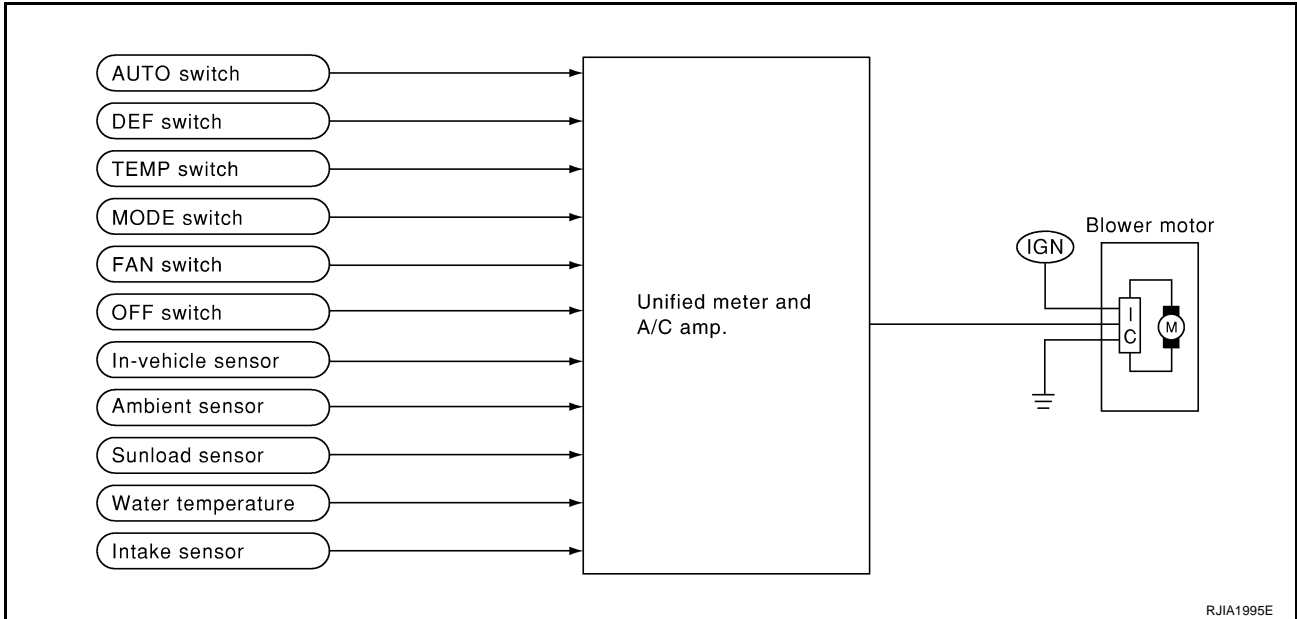 AUTO switch
DEF switch
TEMP switch
MODE switch
FAN switch
OFF switch
In-vehicle sensor
Ambient sensor
Sunload sensor
Water temperature
Intake sensor
Unified meter and
A/C amp.
Blower motor
IGN
I
C
M
RJIA1995E